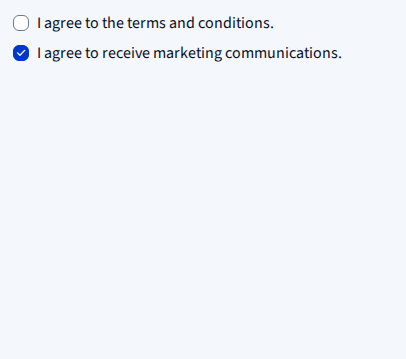 I agree to the terms and conditions.
I agree to receive marketing communications.